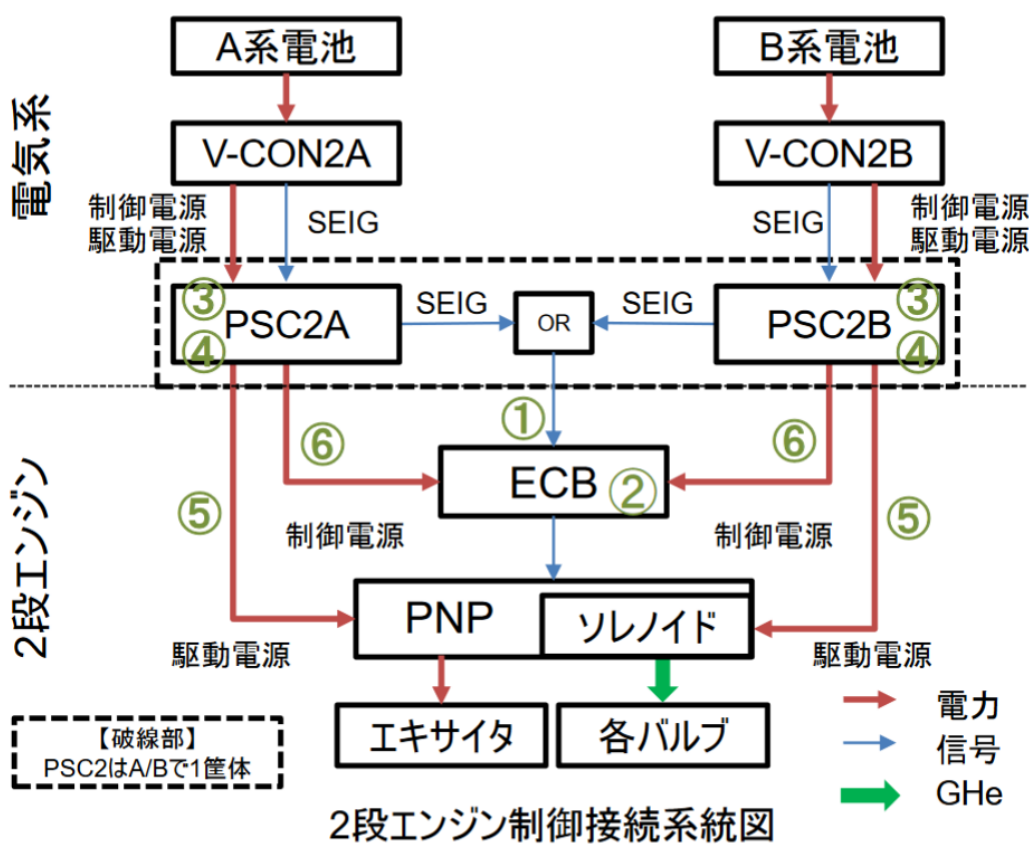 A系電池
B系電池
電気系
V-CON2A
V-CON2B
制御電源
駆動電源
SEIG
SEIG
制御電源
駆動電源
③
PSC2A
④
SEIG
OR
SEIG
③
PSC2B
④
①
⑥
⑥
ECB
②
2段エンジン
⑤
⑤
制御電源
制御電源
PNP
ソレノイド
駆動電源
駆動電源
エキサイタ
各バルブ
電力
信号
GHe
【破線部】
PSC2はA/Bで1筐体
2段エンジン制御接続系統図